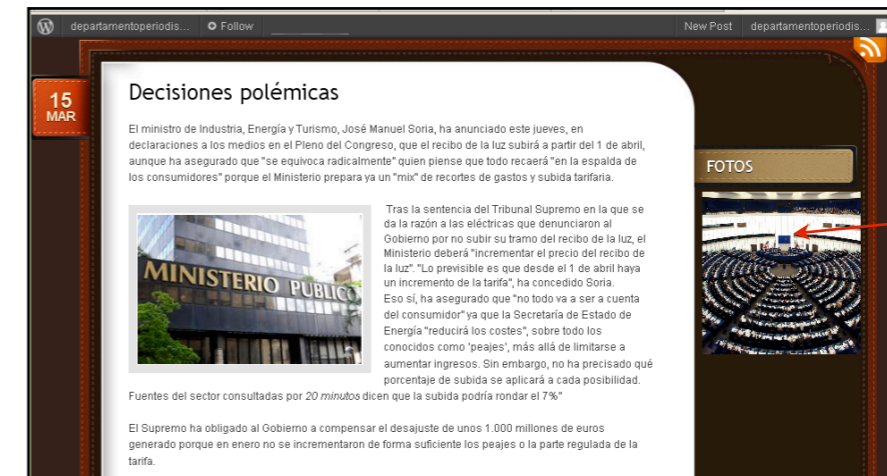 departamentoperiodis... Follow New Post departamentoperiodis...
15
MAR
Decisiones polémicas
El ministro de Industria, Energía y Turismo, José Manuel Soria, ha anunciado este jueves, en
declaraciones a los medios en el Pleno del Congreso, que el recibo de la luz subirá a partir del 1 de abril,
aunque ha asegurado que "se equivoca radicalmente" quien piense que todo recaerá "en la espalda de
los consumidores" porque el Ministerio prepara ya un "mix" de recortes de gastos y subida tarifaria.
MINISTERIO PUBLICO
Tras la sentencia del Tribunal Supremo en la que se
da la razón a las eléctricas que denunciaron al
Gobierno por no subir su tramo del recibo de la luz, el
Ministerio deberá "incrementar el precio del recibo de
la luz". "Lo previsible es que desde el 1 de abril haya
un incremento de la tarifa", ha concedido Soria.
Eso sí, ha asegurado que "no todo va a ser a cuenta
del consumidor" ya que la Secretaría de Estado de
Energía "reducirá los costes", sobre todo los
conocidos como 'peajes', más allá de limitarse a
aumentar ingresos. Sin embargo, no ha precisado qué
porcentaje de subida se aplicará a cada posibilidad.
Fuentes del sector consultadas por 20 minutos dicen que la subida podría rondar el 7%"
El Supremo ha obligado al Gobierno a compensar el desajuste de unos 1.000 millones de euros
generado porque en enero no se incrementaron de forma suficiente los peajes o la parte regulada de la
tarifa.
FOTOS